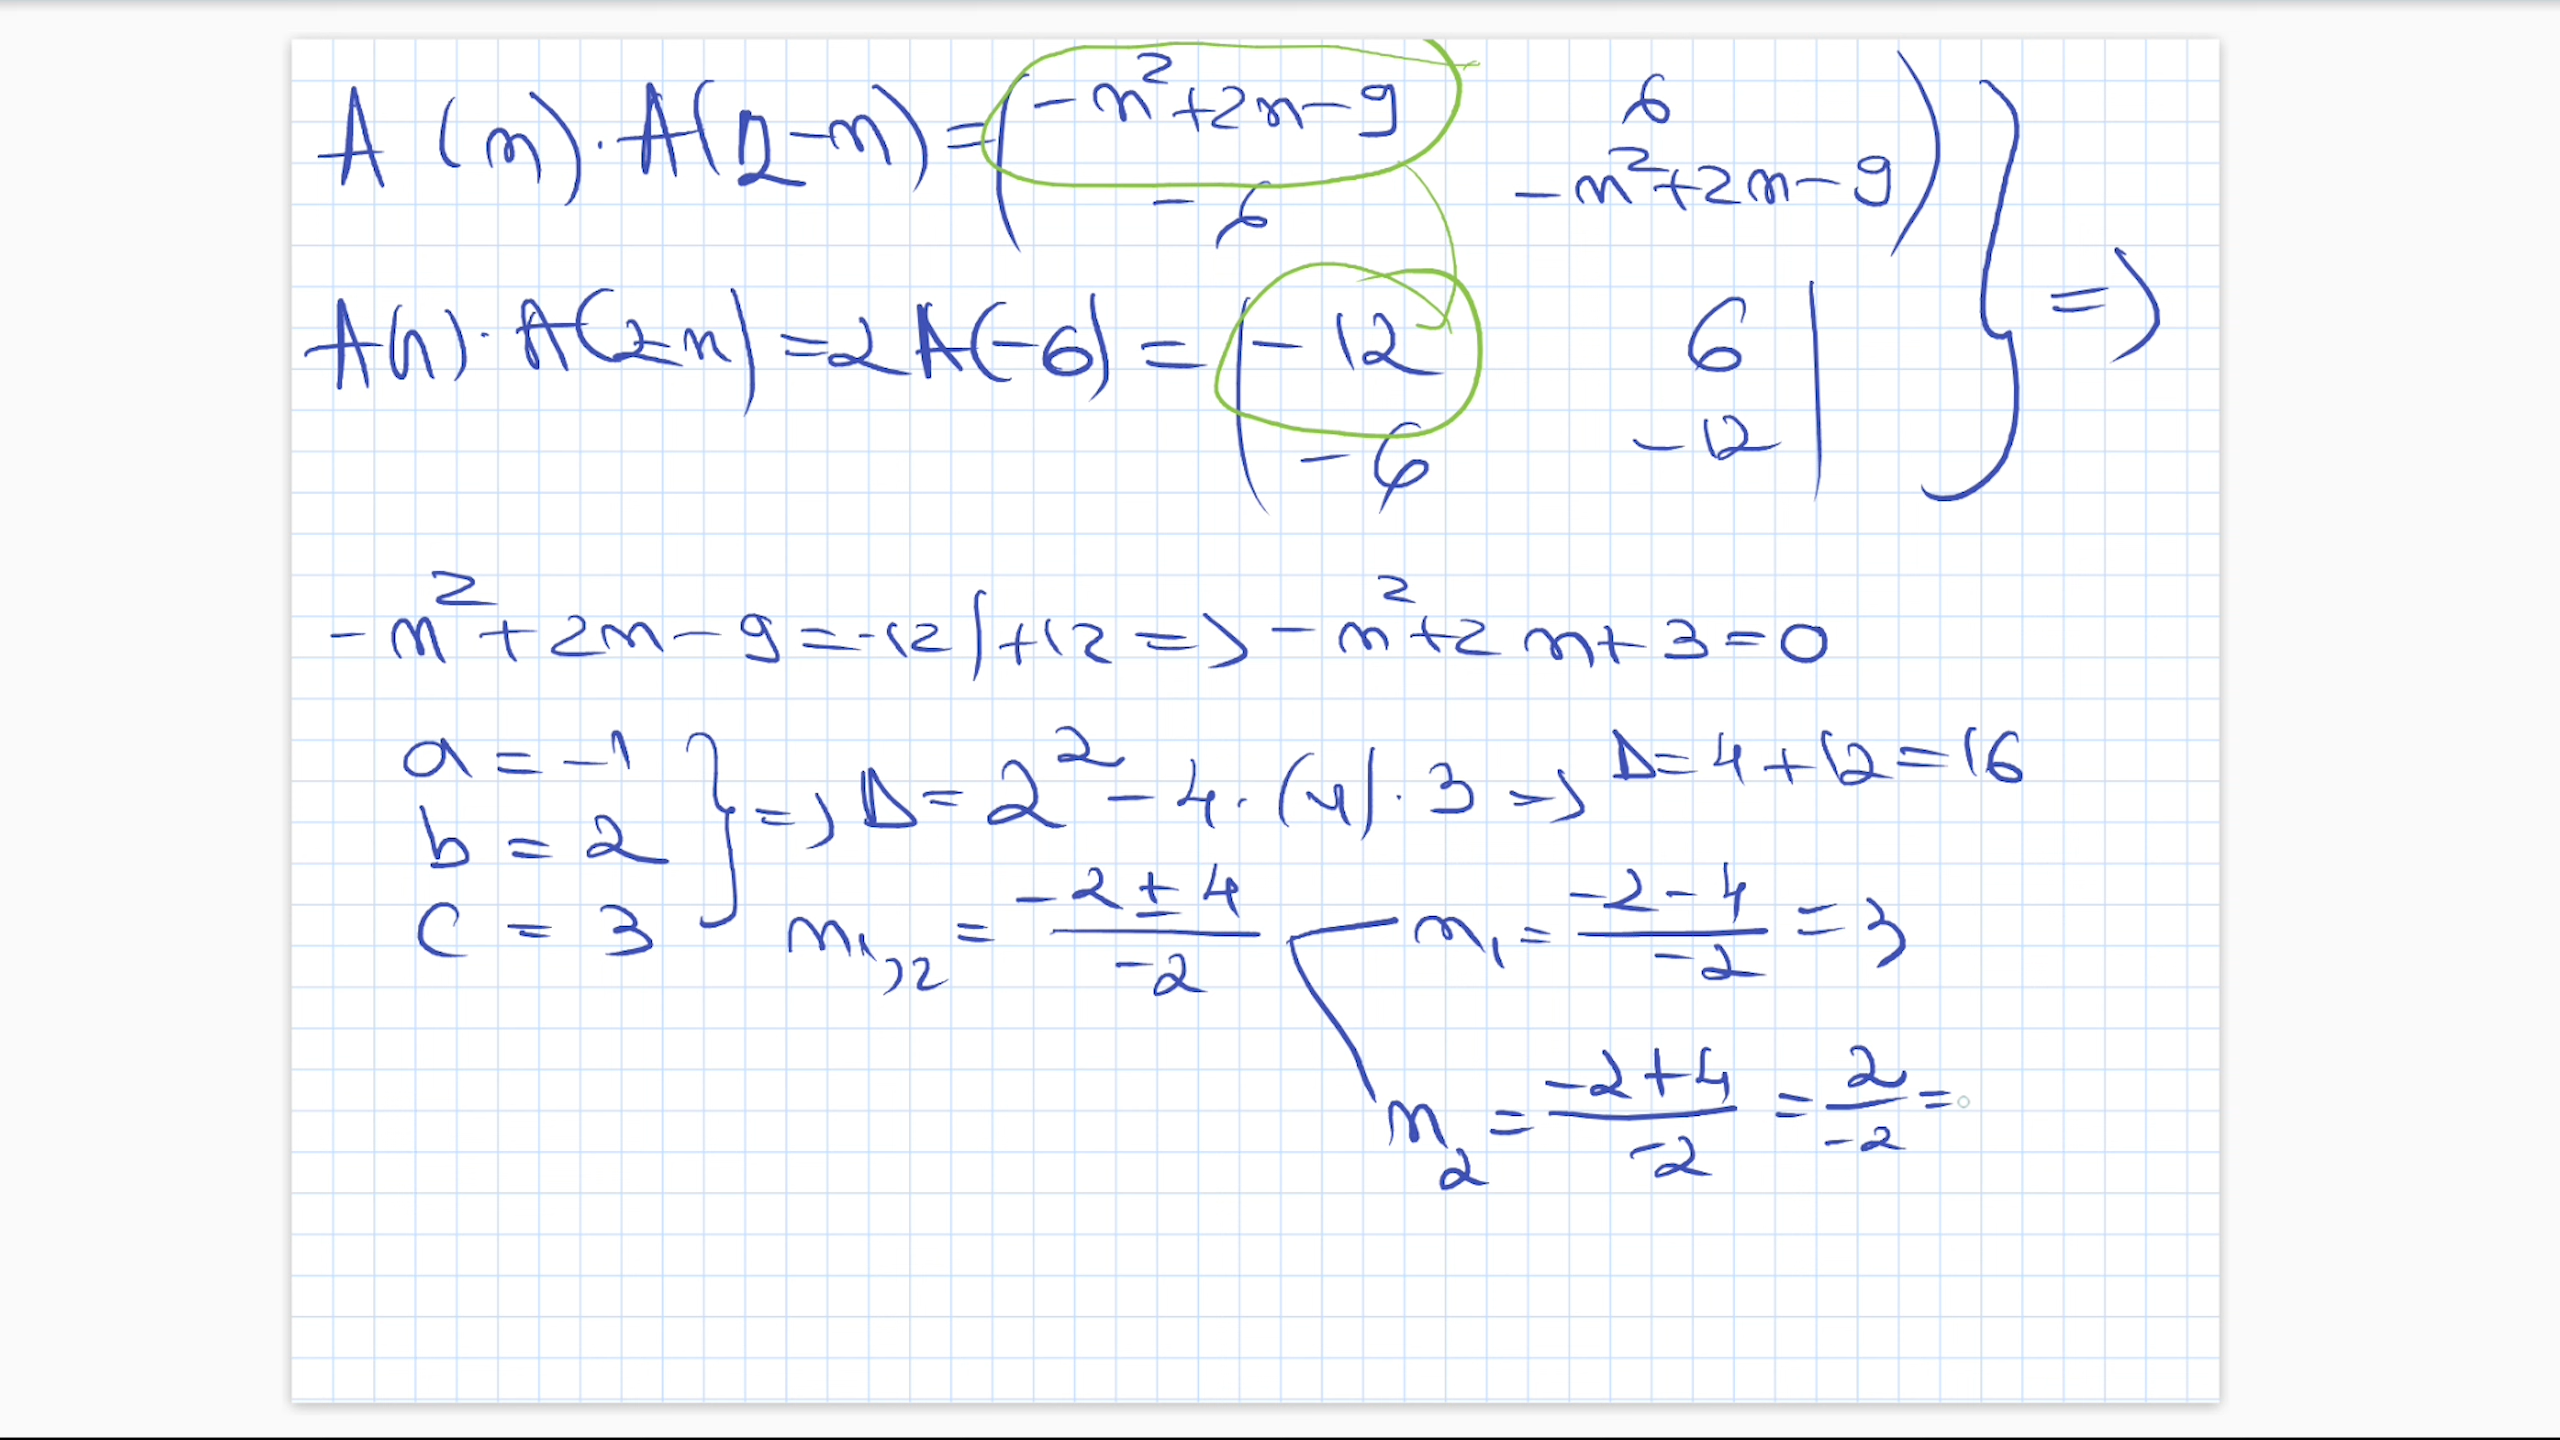 A(m)·A(2-m) = ( -m²+2m-9   6
-6   -m²+2m-9 ) } =>
A(m)·A(2-m) = 2A(-6) = ( -12   6
-6   -12 )
-m²+2m-9=-12 |+12 => -m²+2m+3=0
a=-1
b=2 } => Δ=2²-4·(-1)·3 => Δ=4+12=16
c=3
m1,2 = (-2±4)/-2   m1 = (-2-4)/-2 = 3
m2 = (-2+4)/-2 = 2/-2 =